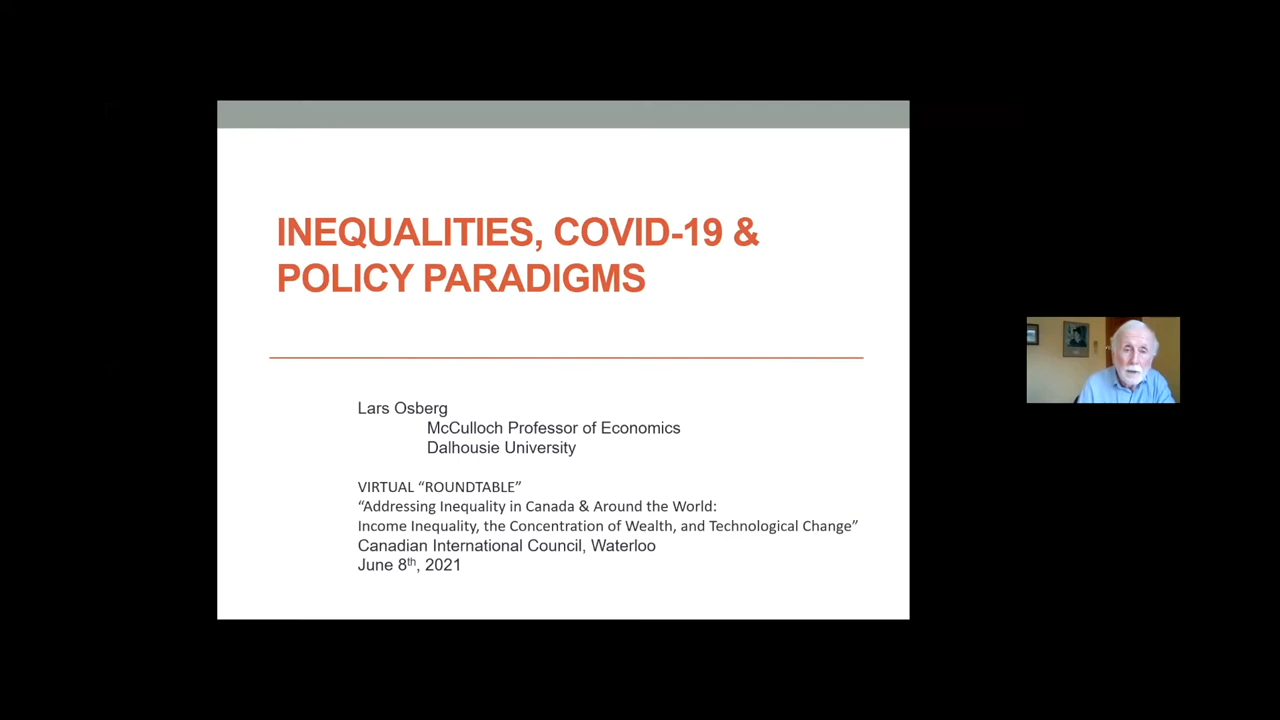 INEQUALITIES, COVID-19 &
POLICY PARADIGMS
Lars Osberg
McCulloch Professor of Economics
Dalhousie University
VIRTUAL “ROUNDTABLE”
“Addressing Inequality in Canada & Around the World:
Income Inequality, the Concentration of Wealth, and Technological Change”
Canadian International Council, Waterloo
June 8th, 2021